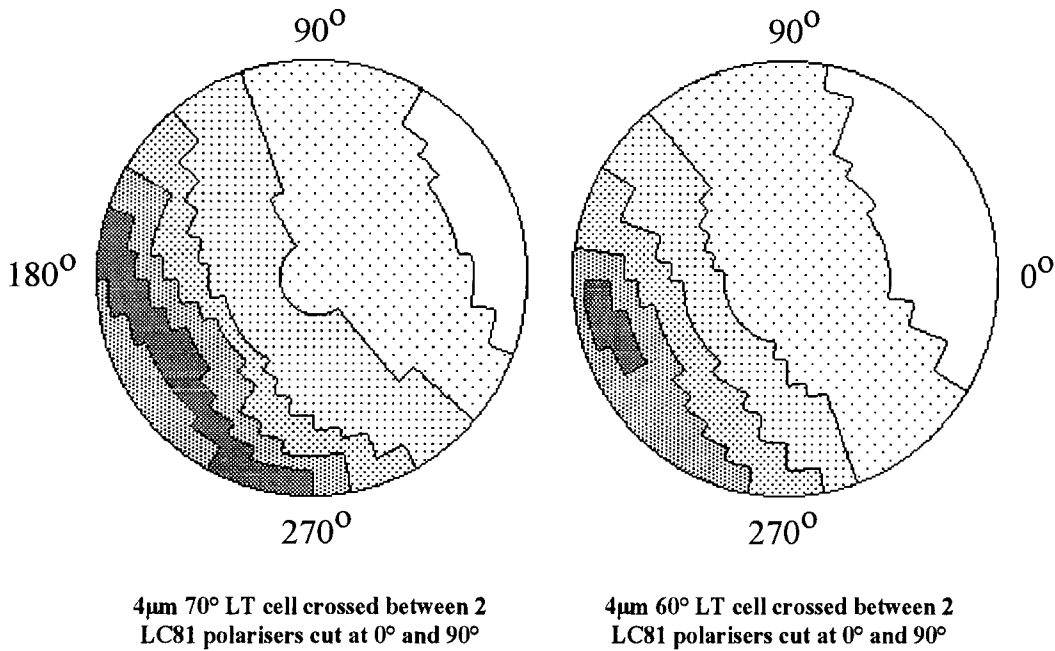 90°
90°
180°
0°
270°
270°
4µm 70° LT cell crossed between 2
LC81 polarisers cut at 0° and 90°
4µm 60° LT cell crossed between 2
LC81 polarisers cut at 0° and 90°